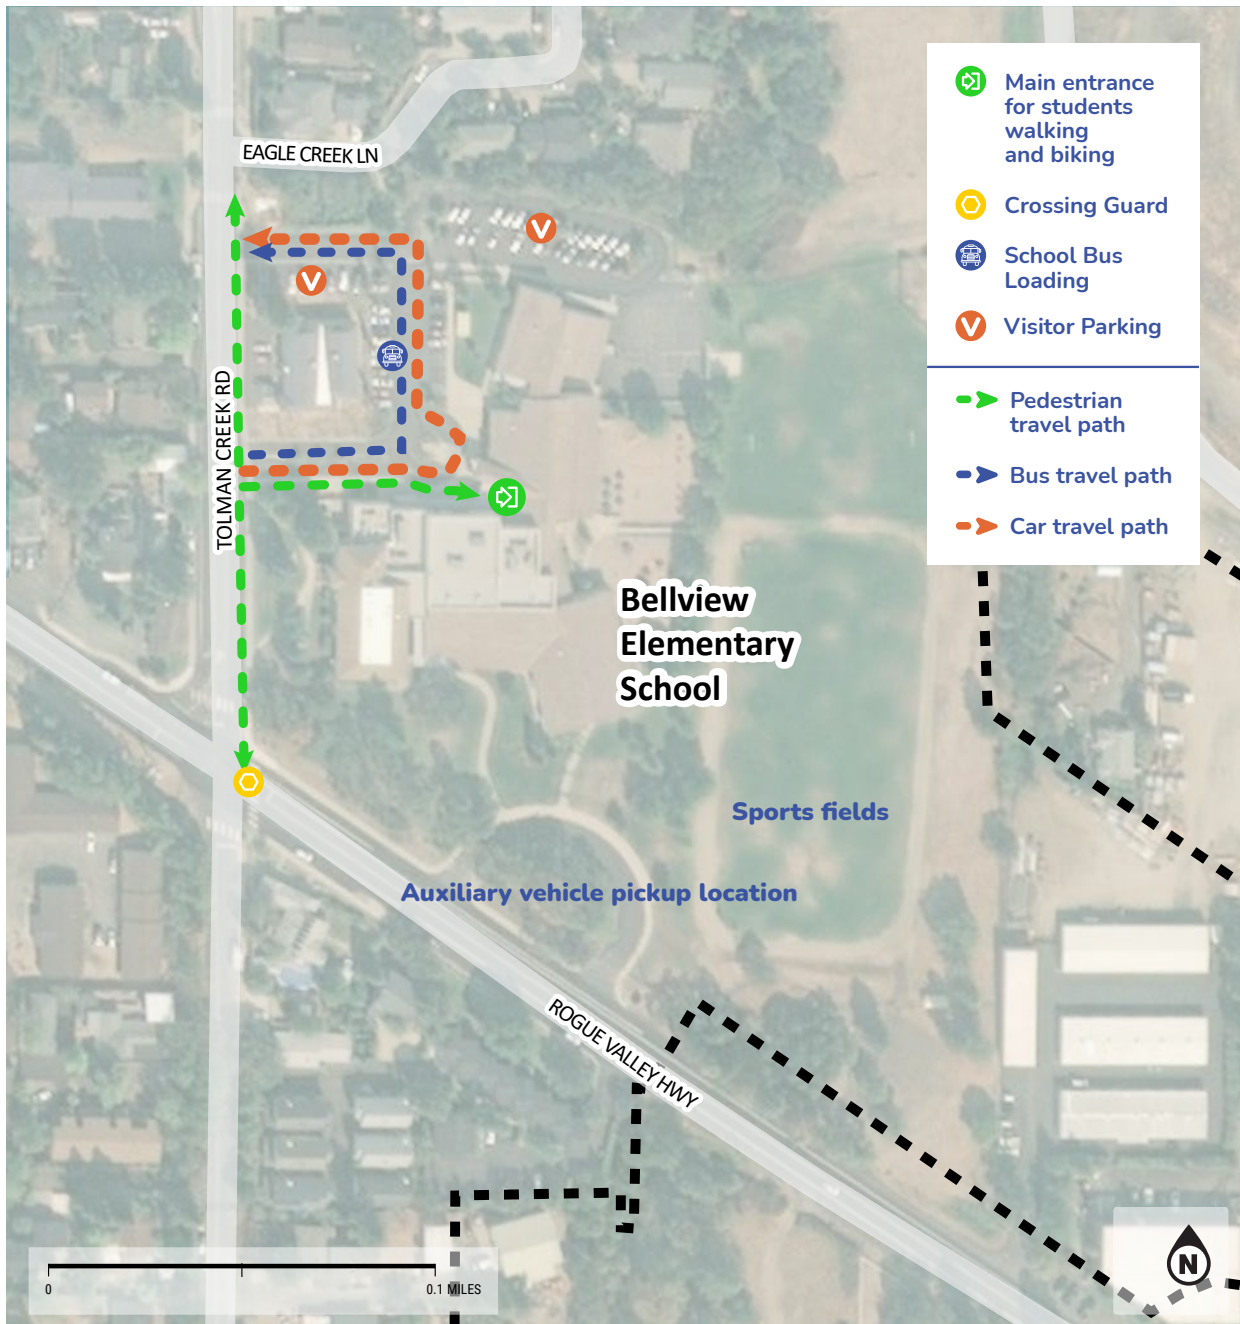 EAGLE CREEK LN
TOLMAN CREEK RD
V
V
Main entrance
for students
walking
and biking
Crossing Guard
School Bus
Loading
V
Visitor Parking
Pedestrian
travel path
Bus travel path
Car travel path
Bellview
Elementary
School
Sports fields
Auxiliary vehicle pickup location
ROGUE VALLEY HWY
0
0.1 MILES
N